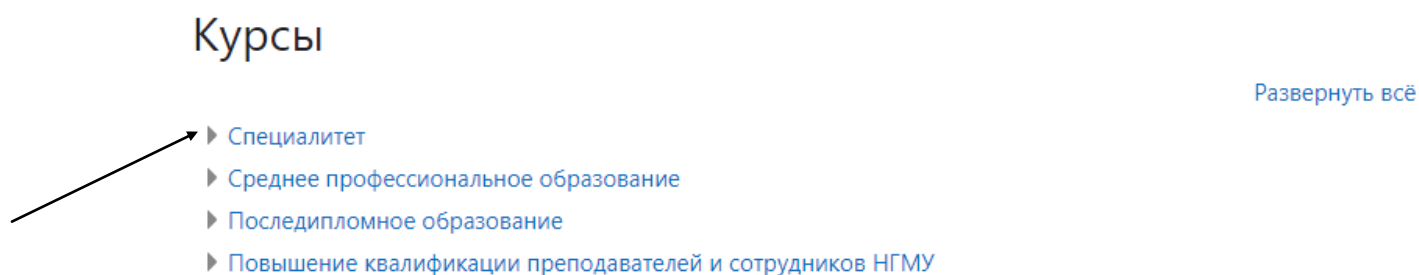 Курсы
Развернуть всё
Специалитет
Среднее профессиональное образование
Последипломное образование
Повышение квалификации преподавателей и сотрудников НГМУ